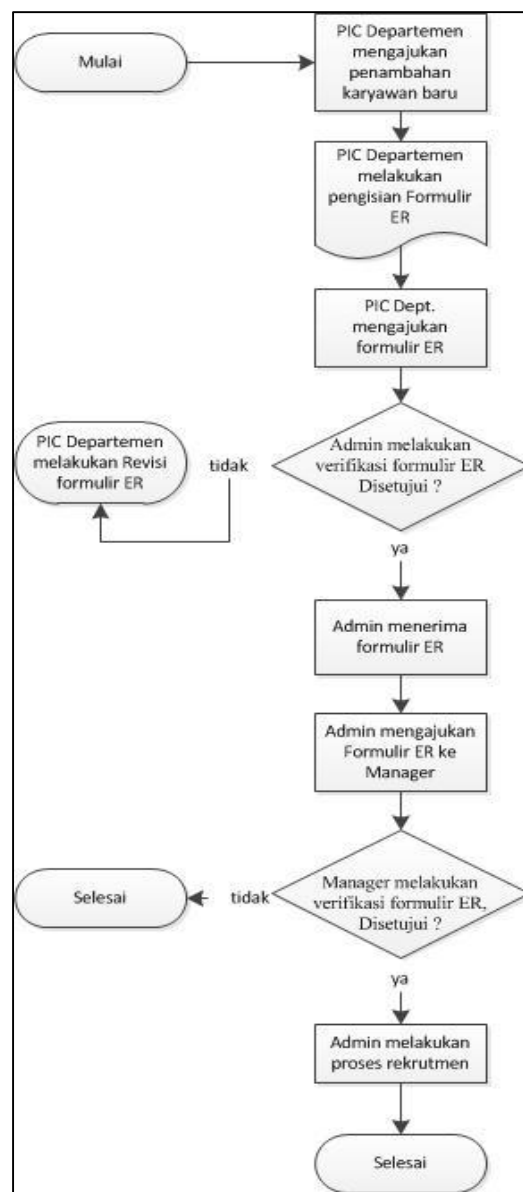 Mulai
PIC Departemen
mengajukan
penambahan
karyawan baru
PIC Departemen
melakukan
pengisian Formulir
ER
PIC Dept.
mengajukan
formulir ER
Admin melakukan
verifikasi formulir ER
Disetujui ?
tidak
PIC Departemen
melakukan Revisi
formulir ER
ya
Admin menerima
formulir ER
Admin mengajukan
Formulir ER ke
Manager
Manager melakukan
verifikasi formulir ER,
Disetujui ?
tidak
Selesai
ya
Admin melakukan
proses rekrutmen
Selesai